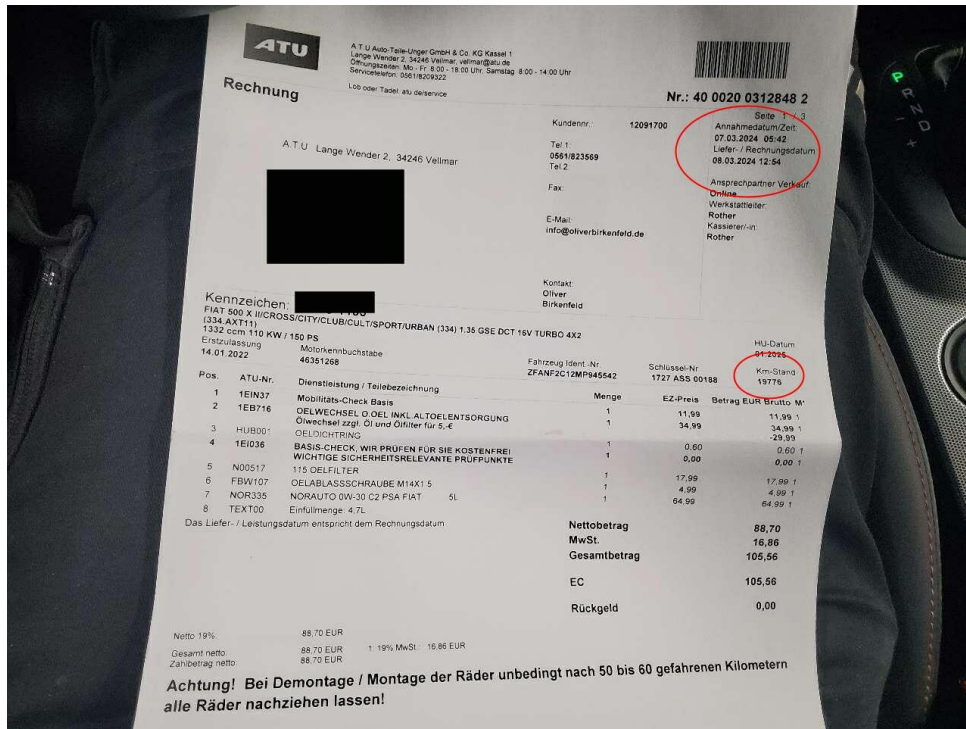 ATU
A.T.U Auto-Teile-Unger GmbH & Co. KG Kassel 1
Lange Wender 2, 34246 Vellmar, vellmar@atu.de
Öffnungszeiten: Mo.- Fr. 8:00 - 18:00 Uhr, Samstag 8:00 - 14:00 Uhr
Servicetelefon: 0561/8209322
Lob oder Tadel: atu.de/service
Rechnung
Nr.: 40 0020 0312848 2
Seite 1 / 3
Kundennr.: 12091700
Annahmedatum/Zeit:
07.03.2024 05:42
Liefer- / Rechnungsdatum
08.03.2024 12:54
A.T.U Lange Wender 2, 34246 Vellmar
Tel.1
0561/823569
Tel.2
Fax:
Ansprechpartner Verkauf:
Online
Werkstattleiter:
Rother
Kassierer/-in:
Rother
E-Mail:
info@oliverbirkenfeld.de
Kontakt:
Oliver
Birkenfeld
Kennzeichen:
FIAT 500 X II/CROSS/CITY/CLUB/CULT/SPORT/URBAN (334) 1.35 GSE DCT 16V TURBO 4X2
(334.AXT11)
1332 ccm 110 KW / 150 PS
Erstzulassung Motorkennbuchstabe Fahrzeug Ident.-Nr Schlüssel-Nr HU-Datum
14.01.2022 46351268 ZFANF2C12MP945542 1727 ASS 00188 01.2025
Km-Stand
19776
Pos. ATU-Nr. Dienstleistung / Teilebezeichnung Menge EZ-Preis Betrag EUR Brutto M*
1 1EIN37 Mobilitäts-Check Basis 1 11,99 11,99 1
2 1EB716 OELWECHSEL O.OEL INKL.ALTOELENTSORGUNG 1 34,99 34,99 1
Ölwechsel zzgl. Öl und Ölfilter für 5,-€ -29,99
3 HUB001 OELDICHTRING 1 0,60 0,60 1
4 1EI036 BASIS-CHECK, WIR PRÜFEN FÜR SIE KOSTENFREI 1 0,00 0,00 1
WICHTIGE SICHERHEITSRELEVANTE PRÜFPUNKTE
5 N00517 115 OELFILTER 1 17,99 17,99 1
6 FBW107 OELABLASSSCHRAUBE M14X1.5 1 4,99 4,99 1
7 NOR335 NORAUTO 0W-30 C2 PSA FIAT 5L 1 64,99 64,99 1
8 TEXT00 Einfüllmenge: 4,7L
Das Liefer- / Leistungsdatum entspricht dem Rechnungsdatum
Nettobetrag 88,70
MwSt. 16,86
Gesamtbetrag 105,56
EC 105,56
Rückgeld 0,00
Netto 19%: 88,70 EUR
Gesamt netto: 88,70 EUR 1: 19% MwSt.: 16,86 EUR
Zahlbetrag netto: 88,70 EUR
Achtung! Bei Demontage / Montage der Räder unbedingt nach 50 bis 60 gefahrenen Kilometern
alle Räder nachziehen lassen!
P
R
N
D
+